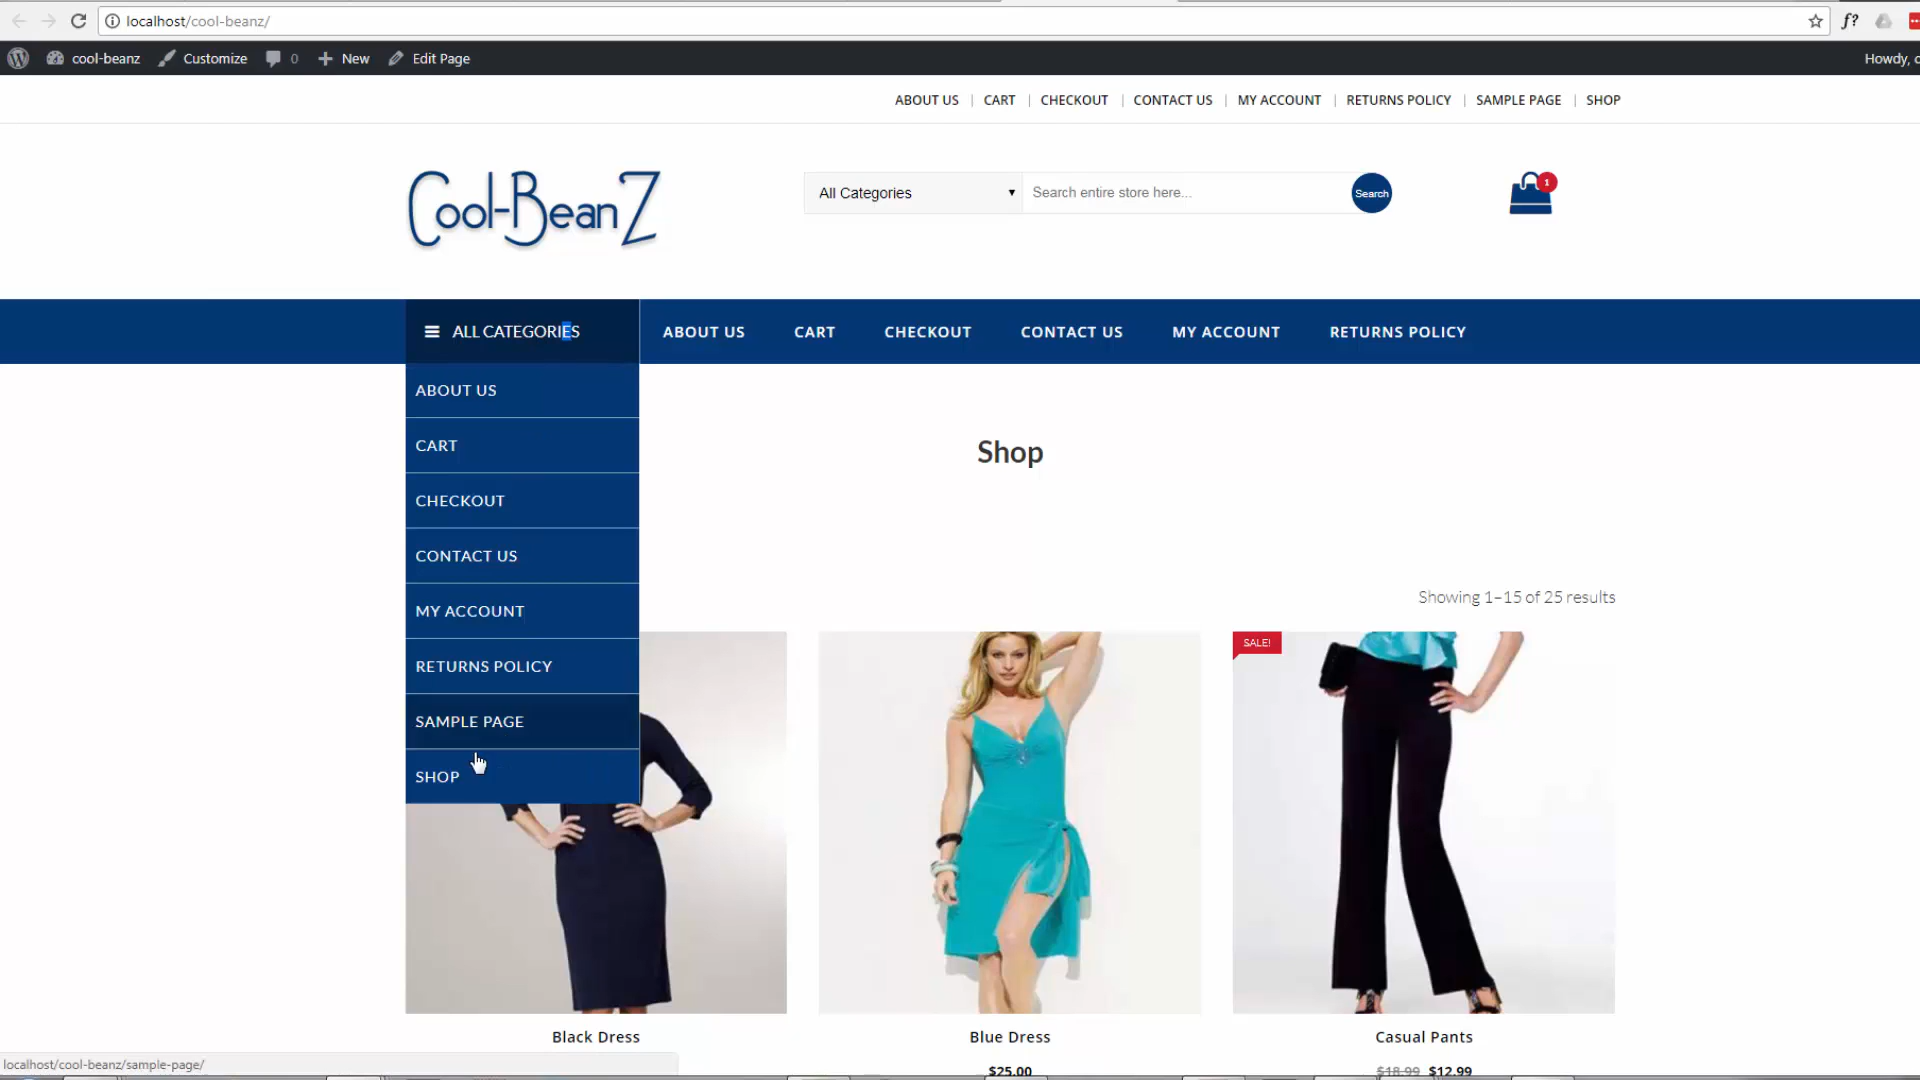 localhost/cool-beanz/
f?
cool-beanz Customize 0 New Edit Page
ABOUT US CART CHECKOUT CONTACT US MY ACCOUNT RETURNS POLICY SAMPLE PAGE SHOP
Cool-BeanZ
All Categories Search entire store here... Search 1
ALL CATEGORIES ABOUT US CART CHECKOUT CONTACT US MY ACCOUNT RETURNS POLICY
ABOUT US
CART
CHECKOUT
CONTACT US
MY ACCOUNT
RETURNS POLICY
SAMPLE PAGE
SHOP
Shop
Showing 1–15 of 25 results
SALE!
Black Dress Blue Dress Casual Pants
$25.00 $18.99 $12.99
localhost/cool-beanz/sample-page/